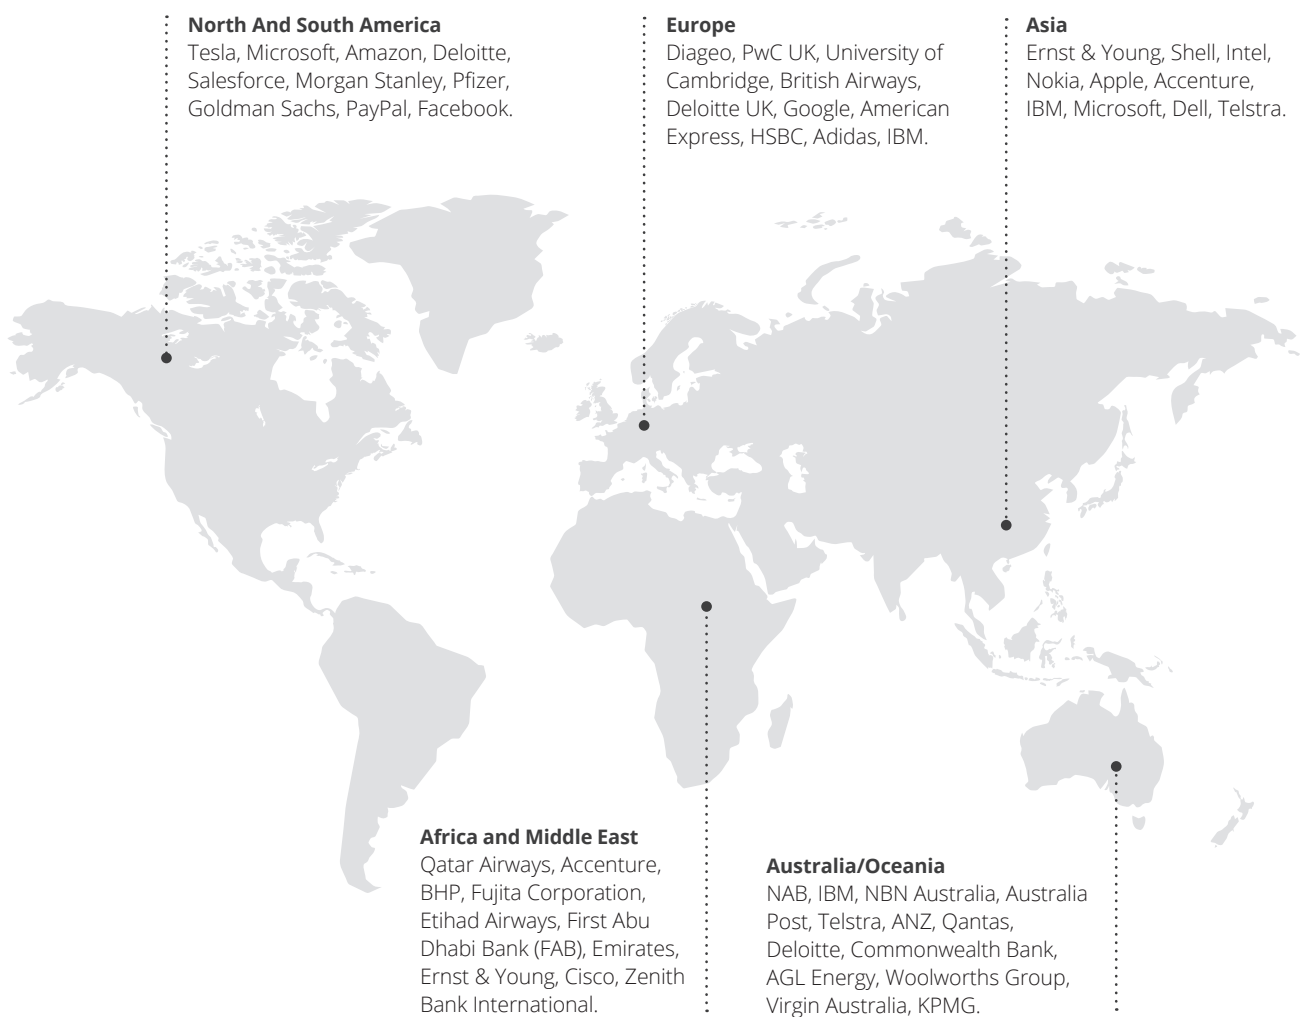 North And South America
Tesla, Microsoft, Amazon, Deloitte,
Salesforce, Morgan Stanley, Pfizer,
Goldman Sachs, PayPal, Facebook.
Europe
Diageo, PwC UK, University of
Cambridge, British Airways,
Deloitte UK, Google, American
Express, HSBC, Adidas, IBM.
Asia
Ernst & Young, Shell, Intel,
Nokia, Apple, Accenture,
IBM, Microsoft, Dell, Telstra.
Africa and Middle East
Qatar Airways, Accenture,
BHP, Fujita Corporation,
Etihad Airways, First Abu
Dhabi Bank (FAB), Emirates,
Ernst & Young, Cisco, Zenith
Bank International.
Australia/Oceania
NAB, IBM, NBN Australia, Australia
Post, Telstra, ANZ, Qantas,
Deloitte, Commonwealth Bank,
AGL Energy, Woolworths Group,
Virgin Australia, KPMG.